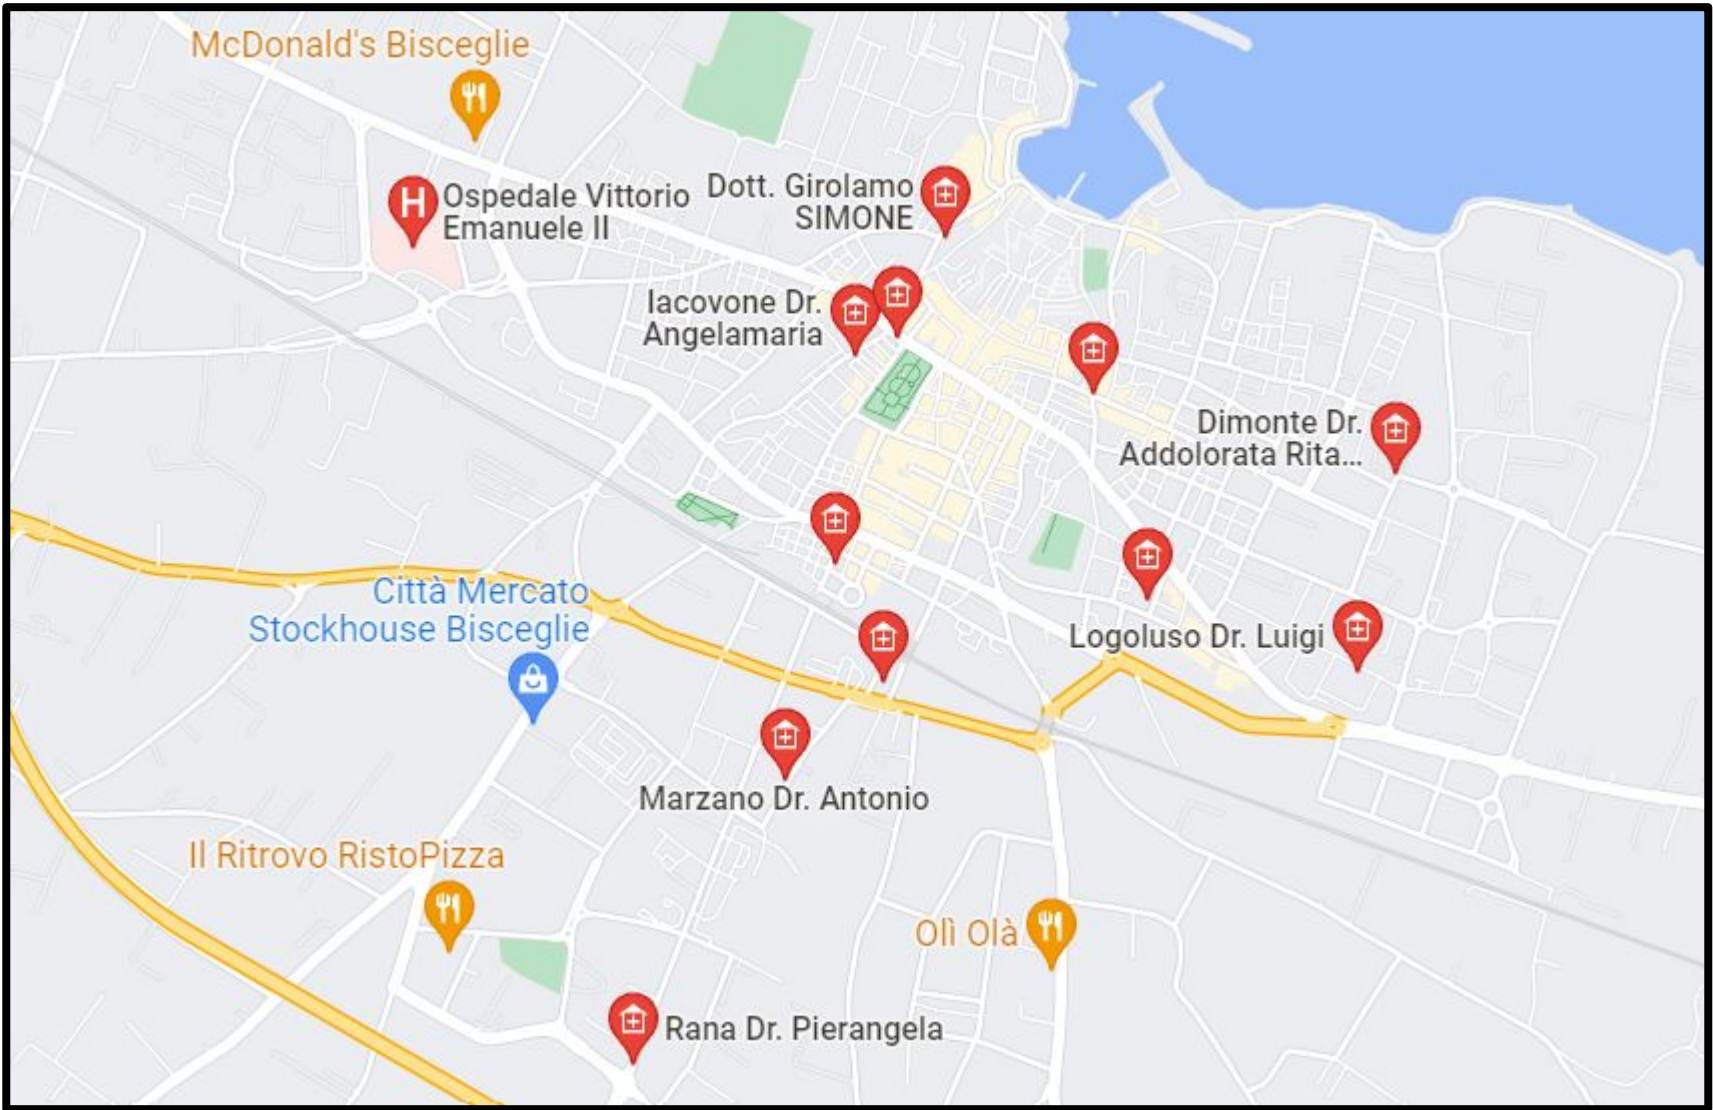 McDonald's Bisceglie
H
Ospedale Vittorio
Emanuele II
Dott. Girolamo
SIMONE
Iacovone Dr.
Angelamaria
Dimonte Dr.
Addolorata Rita...
Città Mercato
Stockhouse Bisceglie
Logoluso Dr. Luigi
Marzano Dr. Antonio
Il Ritrovo RistoPizza
Olì Olà
Rana Dr. Pierangela